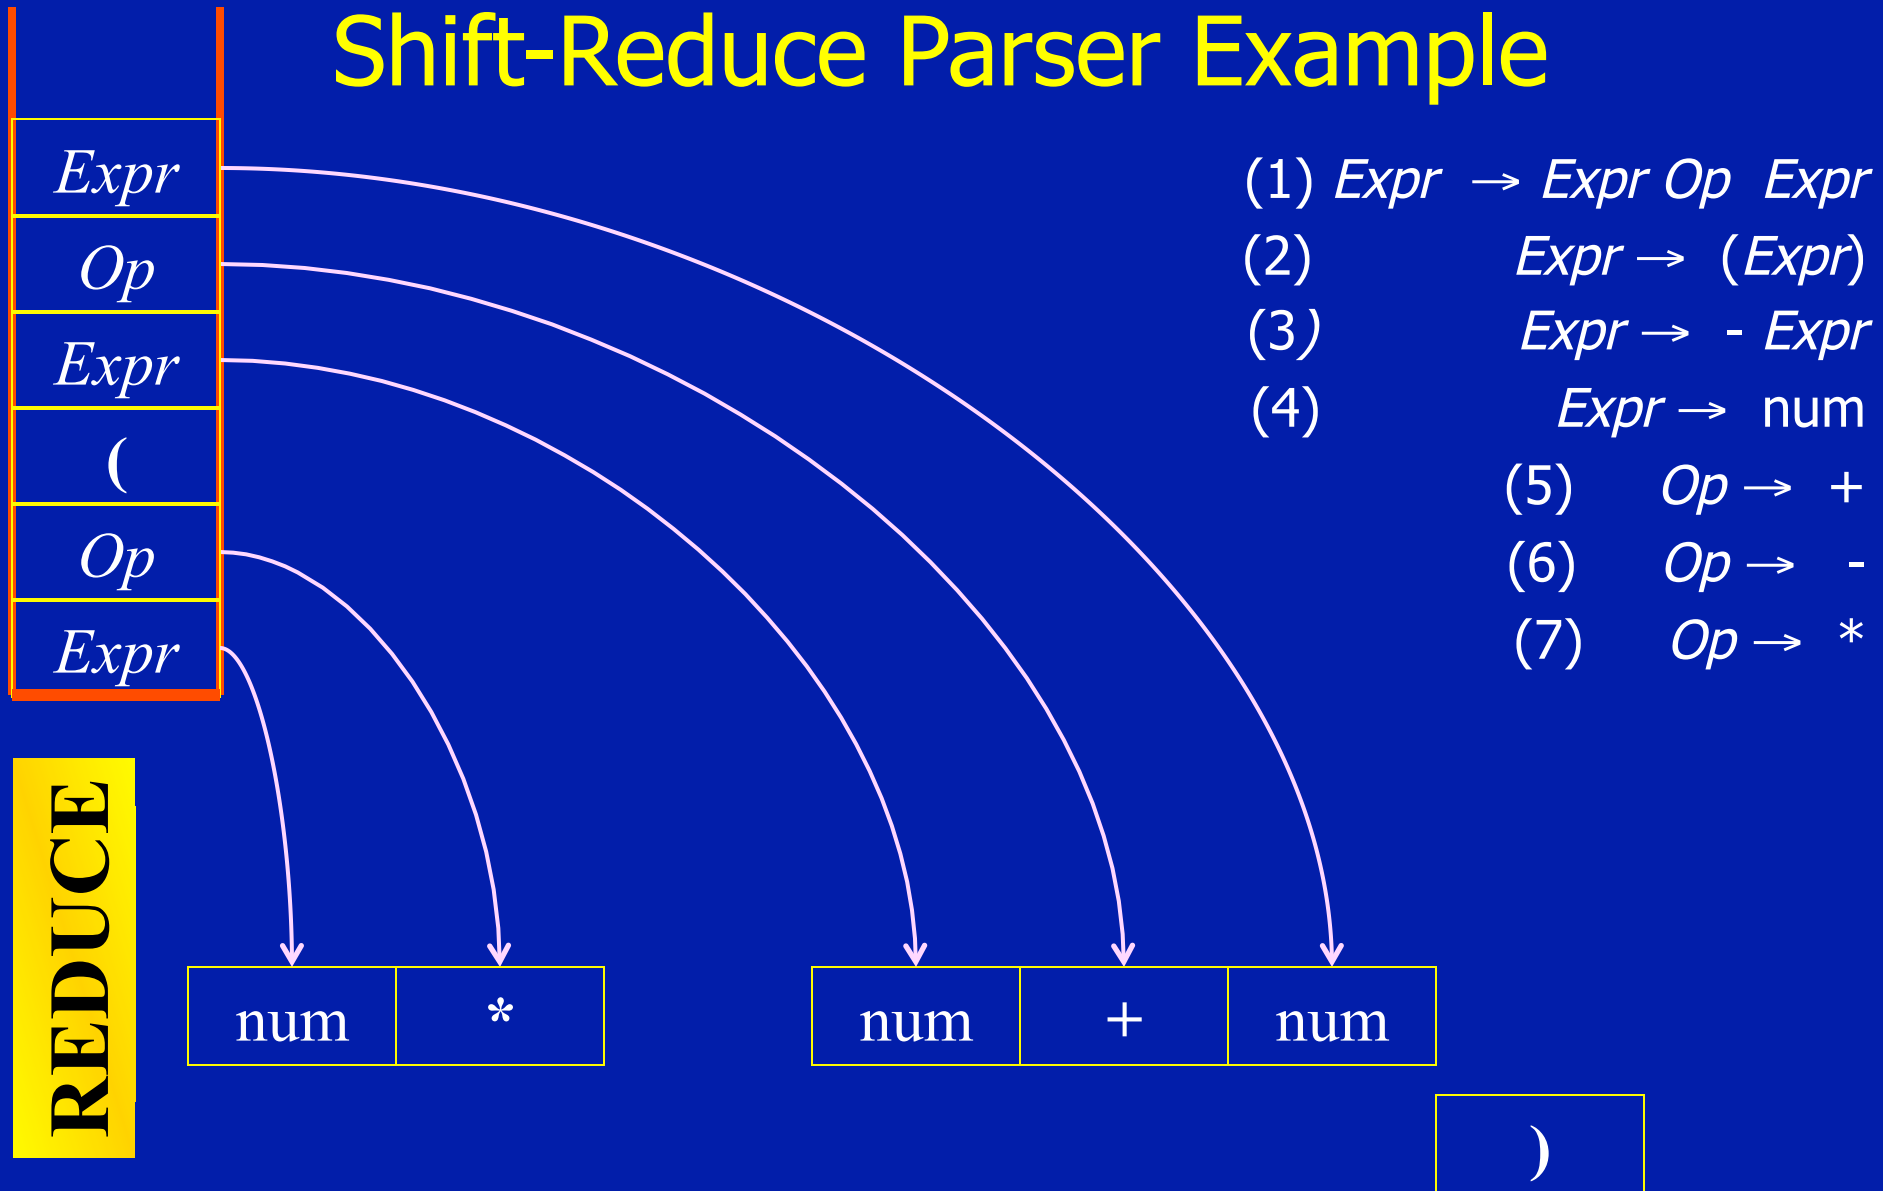 Shift-Reduce Parser Example
Expr
Op
Expr
(
Op
Expr
(1) Expr → Expr Op Expr
(2) Expr → (Expr)
(3) Expr → - Expr
(4) Expr → num
(5) Op → +
(6) Op → -
(7) Op → *
REDUCE
num * num + num
)